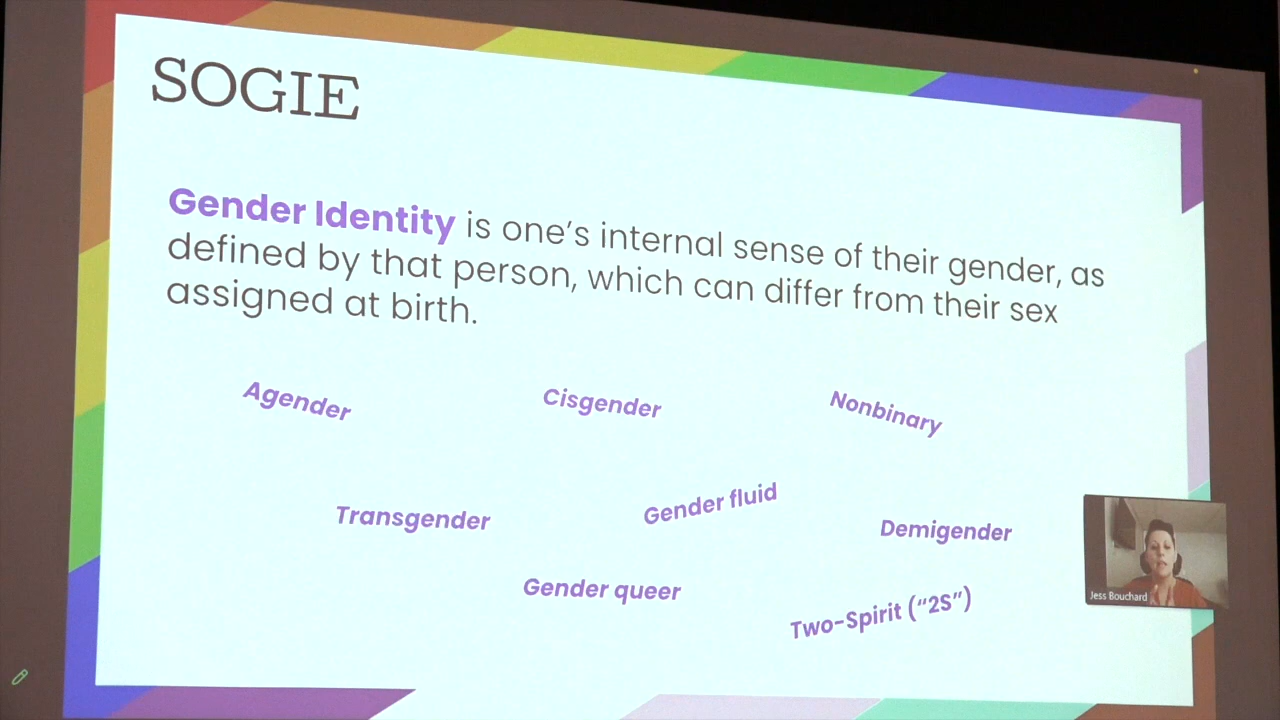 SOGIE
Gender Identity is one’s internal sense of their gender, as
defined by that person, which can differ from their sex
assigned at birth.
Agender
Cisgender
Nonbinary
Transgender
Gender fluid
Demigender
Gender queer
Two-Spirit (“2S”)
Jess Bouchard